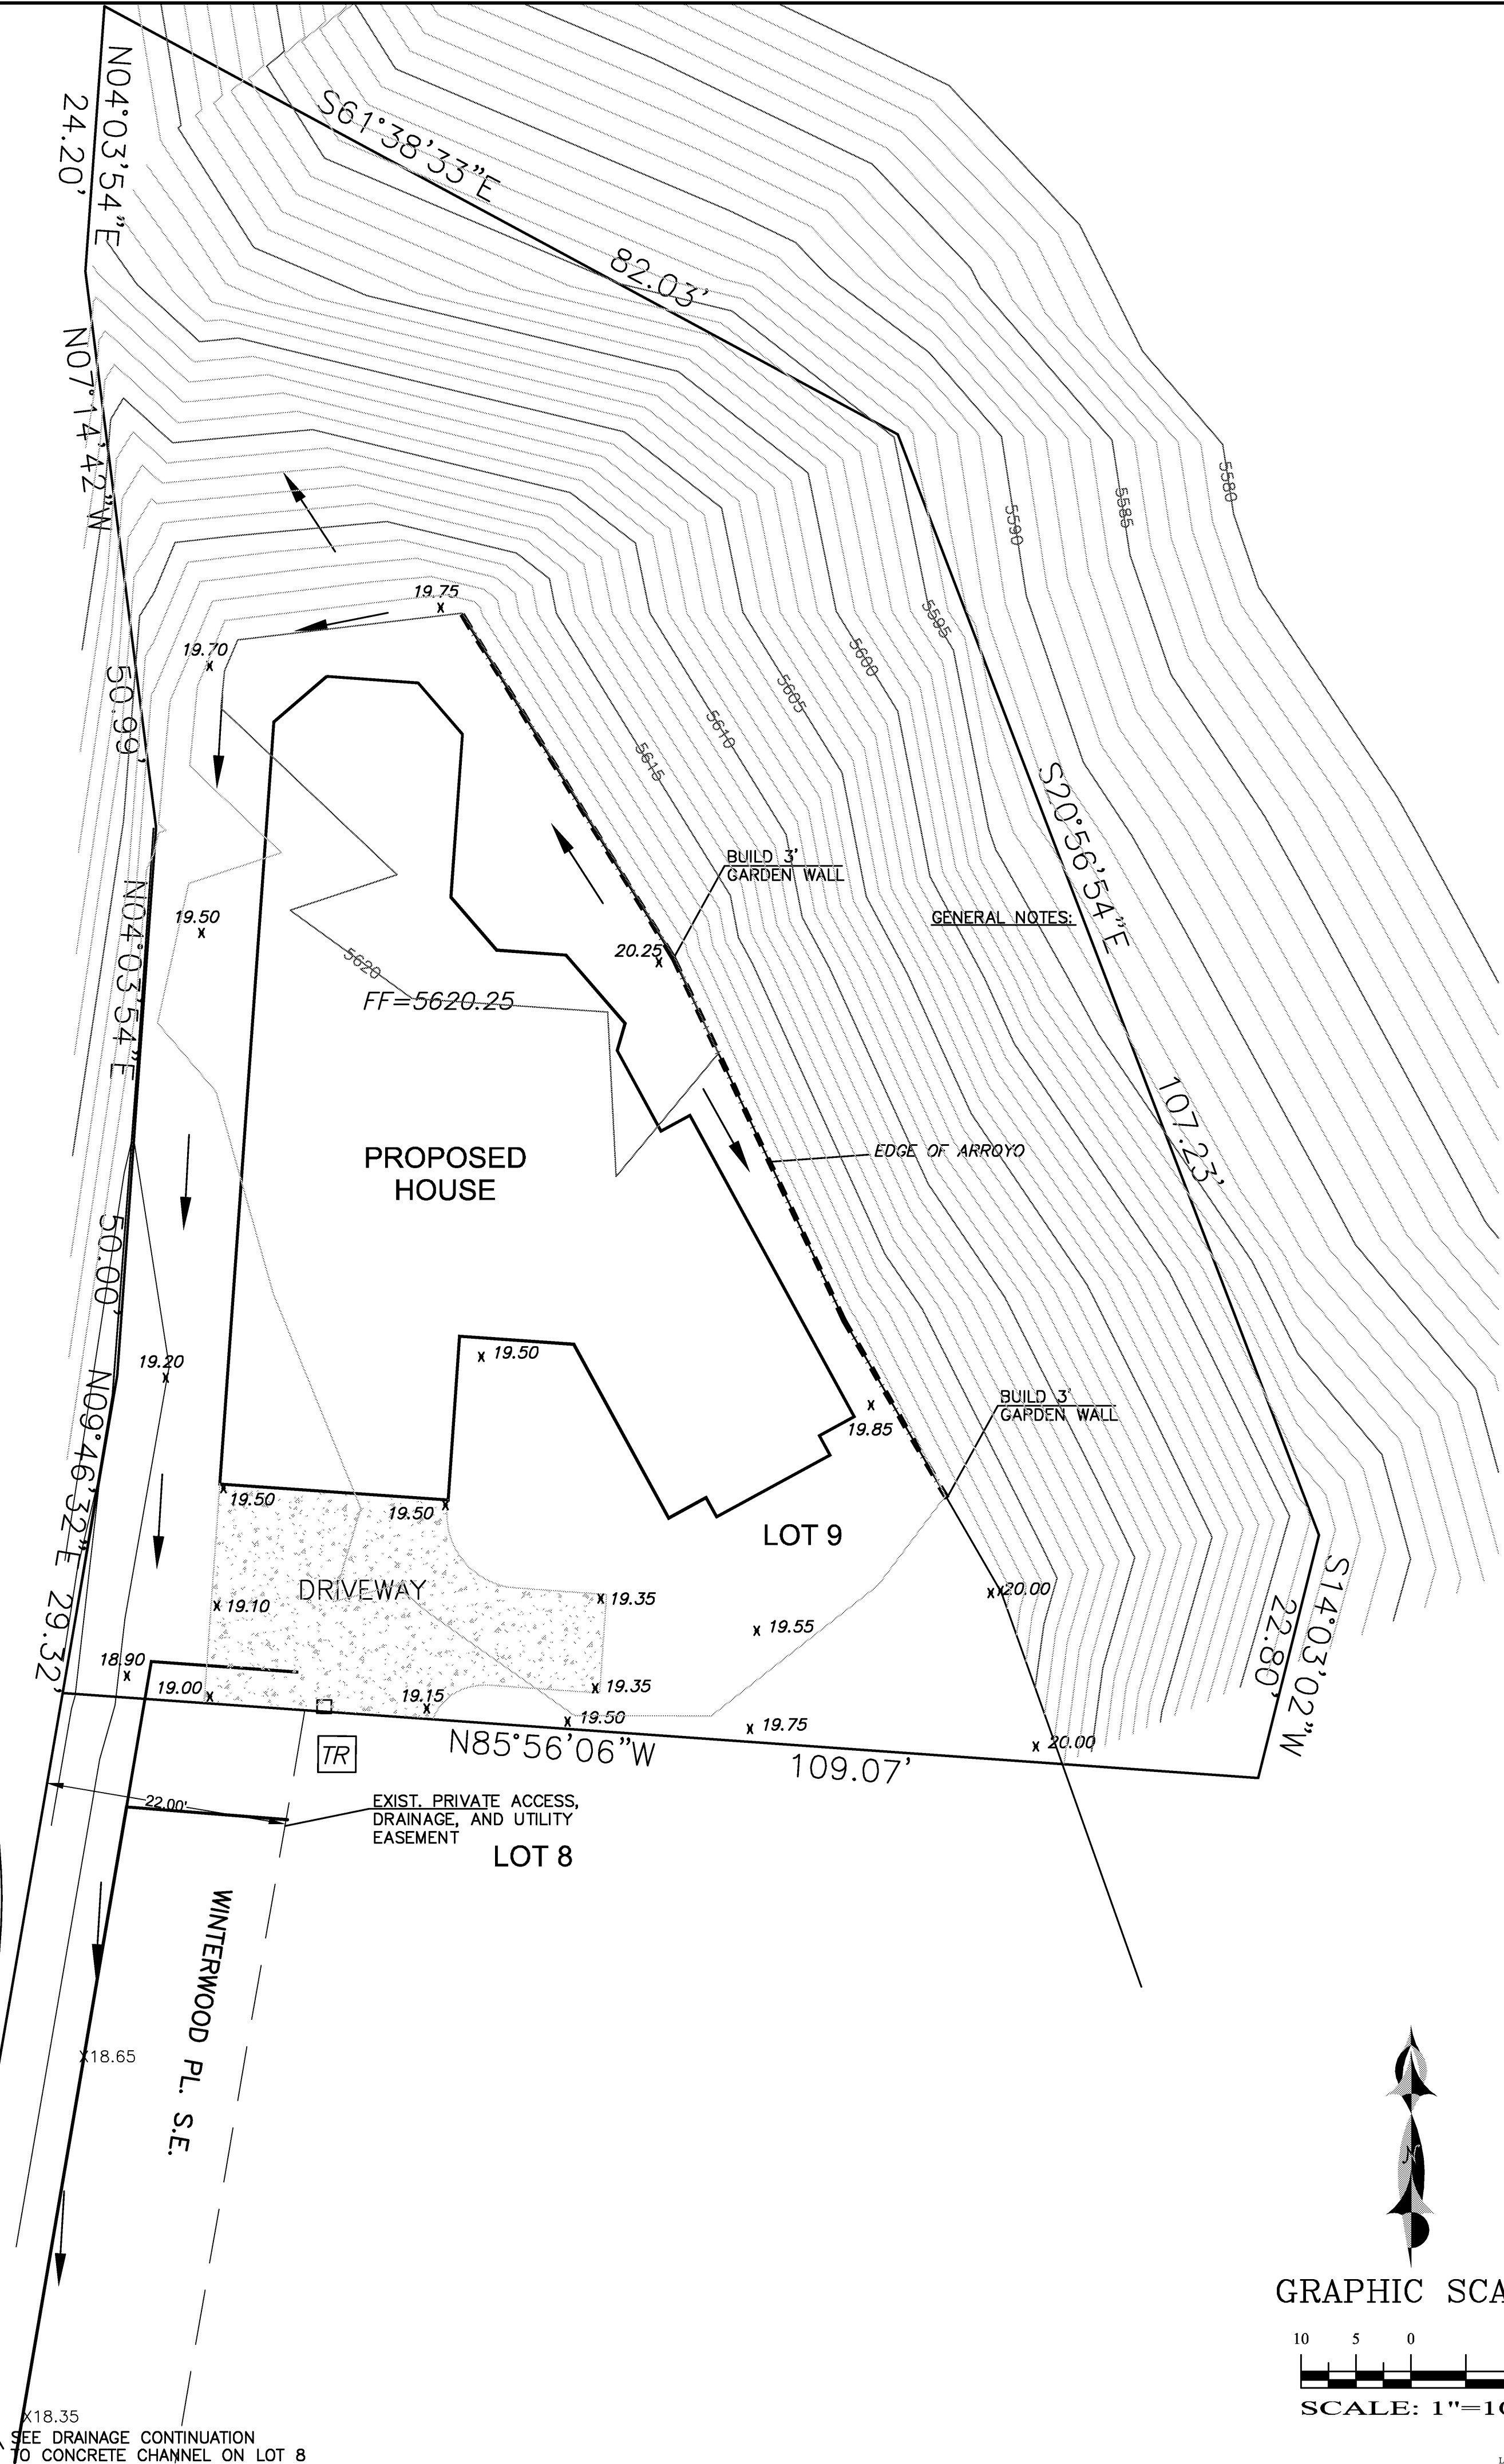 N04°03'54"E
24.20'
S61°38'33"E
82.03'
N07°14'42"W
50.99'
5580
5585
5590
5595
5600
5605
5610
5615
19.75
19.70
S20°56'54"E
107.23'
BUILD 3'
GARDEN WALL
GENERAL NOTES:
19.50
20.25
N04°03'54"E
50.00'
5620
FF=5620.25
PROPOSED
HOUSE
EDGE OF ARROYO
19.20
19.50
BUILD 3'
GARDEN WALL
19.85
N09°46'32"E 29.32'
19.50
19.50
LOT 9
DRIVEWAY
19.10
19.35
20.00
19.55
S14°03'02"W
22.80'
18.90
19.00
19.15
19.35
19.50
19.75
20.00
TR
N85°56'06"W
109.07'
22.00'
EXIST. PRIVATE ACCESS,
DRAINAGE, AND UTILITY
EASEMENT
LOT 8
WINTERWOOD PL. S.E.
X18.65
N
GRAPHIC SCA
10 5 0
SCALE: 1"=1
X18.35
SEE DRAINAGE CONTINUATION
TO CONCRETE CHANNEL ON LOT 8